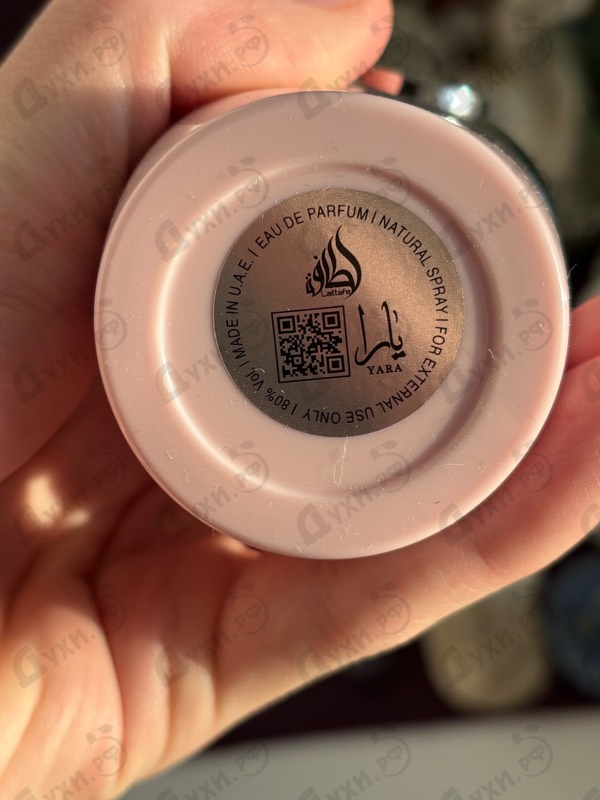 MADE IN U.A.E. | EAU DE PARFUM | NATURAL SPRAY | FOR EXTERNAL USE ONLY | 80% Vol |
لطافة
Lattafa
يارا
YARA
Духи.рф